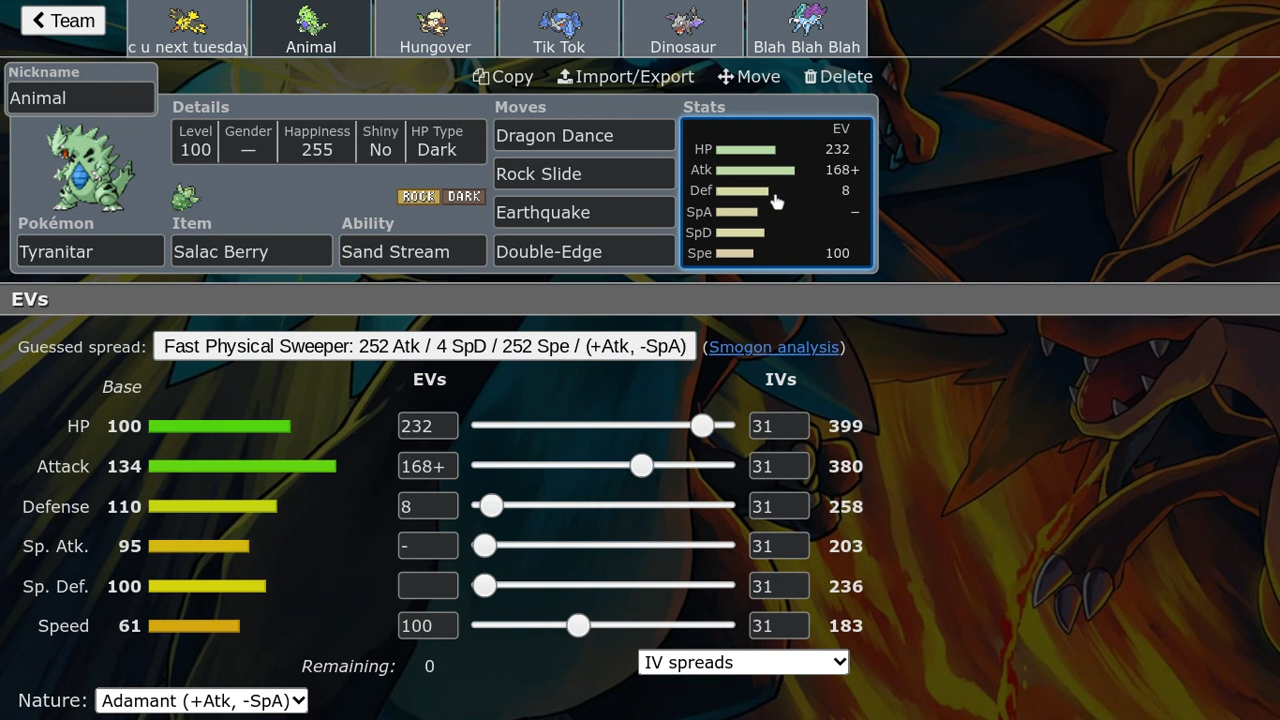 Team
c u next tuesday
Animal
Hungover
Tik Tok
Dinosaur
Blah Blah Blah
Nickname
Animal
Copy
Import/Export
Move
Delete
Details
Level
100
Gender
—
Happiness
255
Shiny
No
HP Type
Dark
ROCK DARK
Pokémon
Tyranitar
Item
Salac Berry
Ability
Sand Stream
Moves
Dragon Dance
Rock Slide
Earthquake
Double-Edge
Stats
EV
HP 232
Atk 168+
Def 8
SpA −
SpD
Spe 100
EVs
Guessed spread: Fast Physical Sweeper: 252 Atk / 4 SpD / 252 Spe / (+Atk, -SpA) (Smogon analysis)
Base EVs IVs
HP 100 232 31 399
Attack 134 168+ 31 380
Defense 110 8 31 258
Sp. Atk. 95 - 31 203
Sp. Def. 100 31 236
Speed 61 100 31 183
Remaining: 0 IV spreads
Nature: Adamant (+Atk, -SpA)